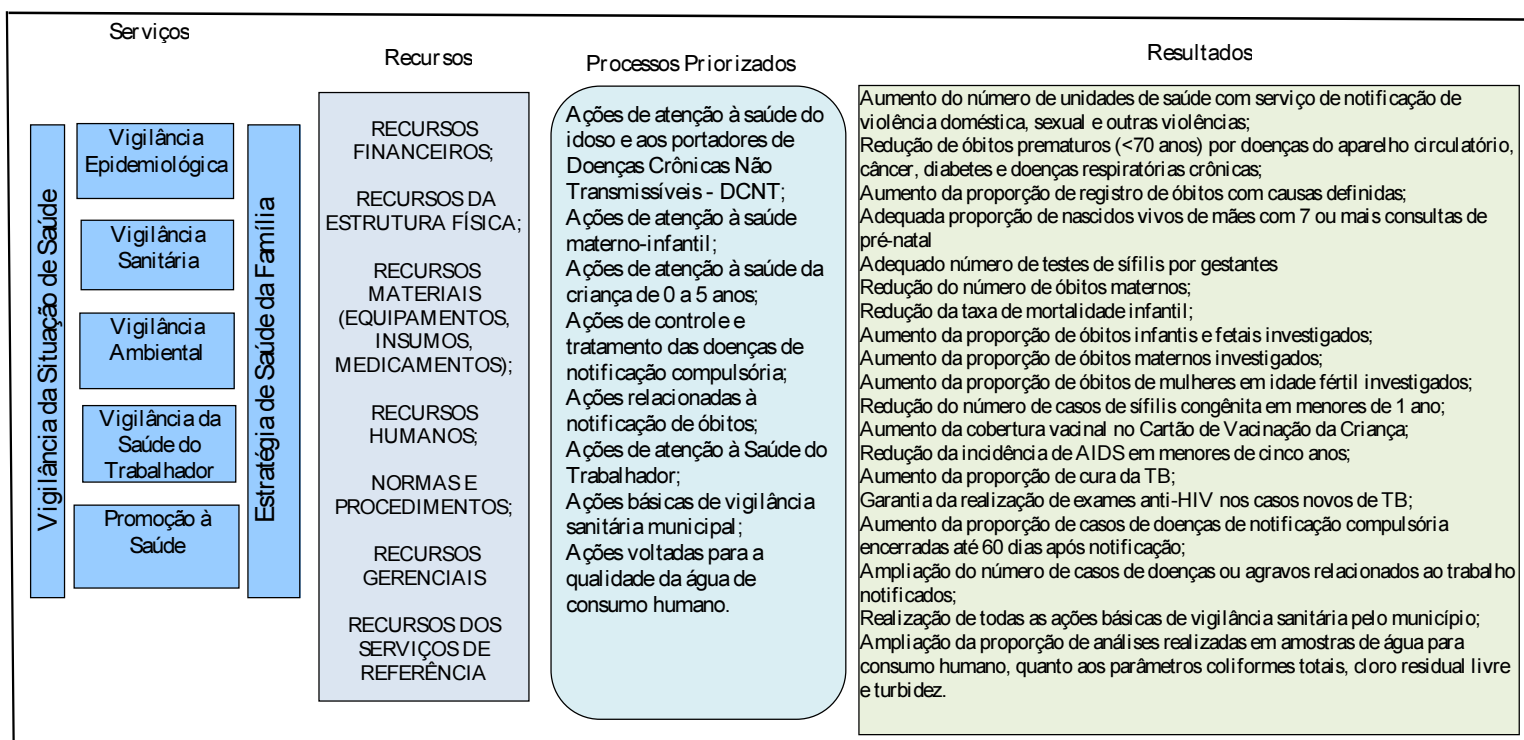 Serviços
Recursos
Processos Priorizados
Resultados
Vigilância da Situação de Saúde
Vigilância
Epidemiológica
Vigilância
Sanitária
Vigilância
Ambiental
Vigilância da
Saúde do
Trabalhador
Promoção à
Saúde
Estratégia de Saúde da Família
RECURSOS
FINANCEIROS;
RECURSOS DA
ESTRUTURA FÍSICA;
RECURSOS
MATERIAIS
(EQUIPAMENTOS,
INSUMOS,
MEDICAMENTOS);
RECURSOS
HUMANOS;
NORMAS E
PROCEDIMENTOS;
RECURSOS
GERENCIAIS
RECURSOS DOS
SERVIÇOS DE
REFERÊNCIA
Ações de atenção à saúde do
idoso e aos portadores de
Doenças Crônicas Não
Transmissíveis - DCNT;
Ações de atenção à saúde
materno-infantil;
Ações de atenção à saúde da
criança de 0 a 5 anos;
Ações de controle e
tratamento das doenças de
notificação compulsória;
Ações relacionadas à
notificação de óbitos;
Ações de atenção à Saúde do
Trabalhador;
Ações básicas de vigilância
sanitária municipal;
Ações voltadas para a
qualidade da água de
consumo humano.
Aumento do número de unidades de saúde com serviço de notificação de
violência doméstica, sexual e outras violências;
Redução de óbitos prematuros (<70 anos) por doenças do aparelho circulatório,
câncer, diabetes e doenças respiratórias crônicas;
Aumento da proporção de registro de óbitos com causas definidas;
Adequada proporção de nascidos vivos de mães com 7 ou mais consultas de
pré-natal
Adequado número de testes de sífilis por gestantes
Redução do número de óbitos maternos;
Redução da taxa de mortalidade infantil;
Aumento da proporção de óbitos infantis e fetais investigados;
Aumento da proporção de óbitos maternos investigados;
Aumento da proporção de óbitos de mulheres em idade fértil investigados;
Redução do número de casos de sífilis congênita em menores de 1 ano;
Aumento da cobertura vacinal no Cartão de Vacinação da Criança;
Redução da incidência de AIDS em menores de cinco anos;
Aumento da proporção de cura da TB;
Garantia da realização de exames anti-HIV nos casos novos de TB;
Aumento da proporção de casos de doenças de notificação compulsória
encerradas até 60 dias após notificação;
Ampliação do número de casos de doenças ou agravos relacionados ao trabalho
notificados;
Realização de todas as ações básicas de vigilância sanitária pelo município;
Ampliação da proporção de análises realizadas em amostras de água para
consumo humano, quanto aos parâmetros coliformes totais, cloro residual livre
e turbidez.